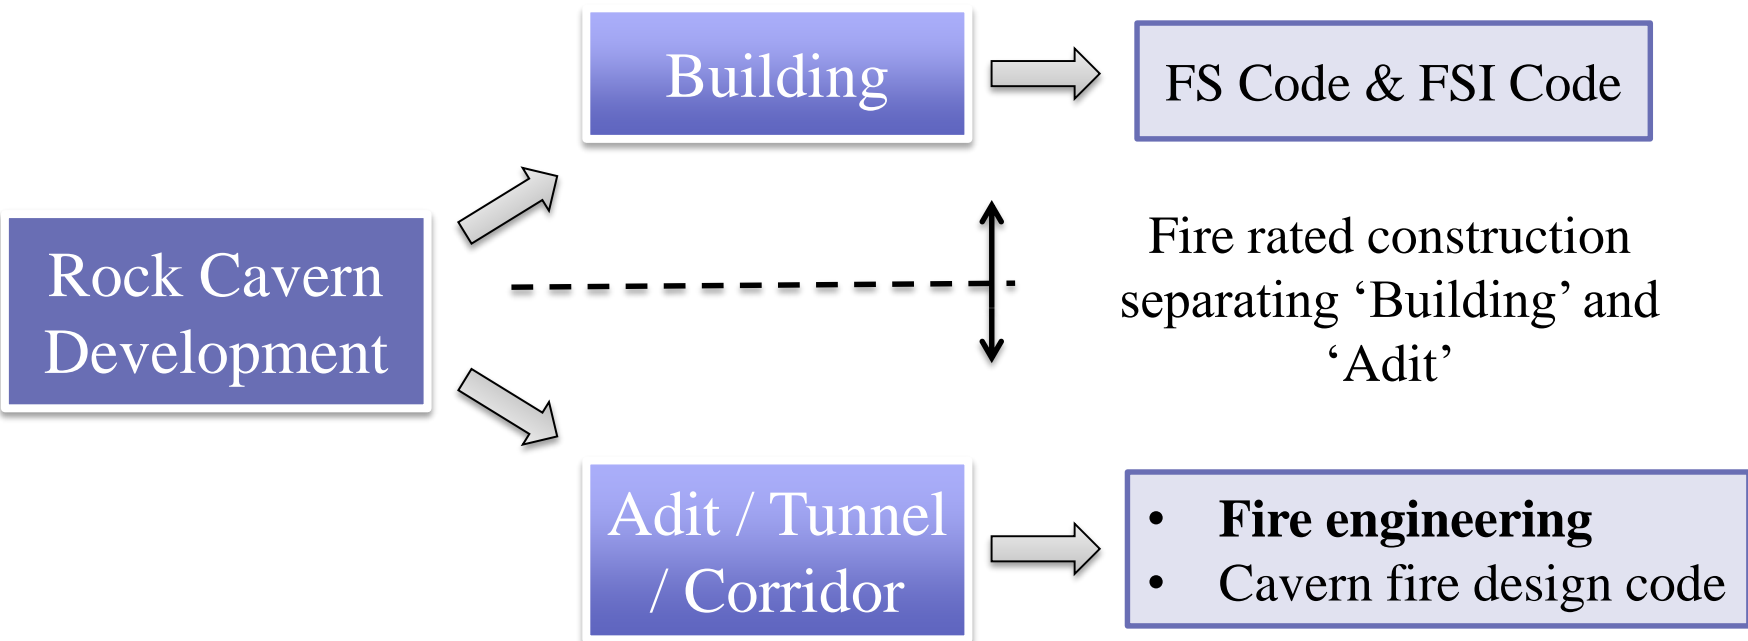 Building
FS Code & FSI Code
Rock Cavern
Development
Fire rated construction
separating ‘Building’ and
‘Adit’
Adit / Tunnel
/ Corridor
• Fire engineering
• Cavern fire design code